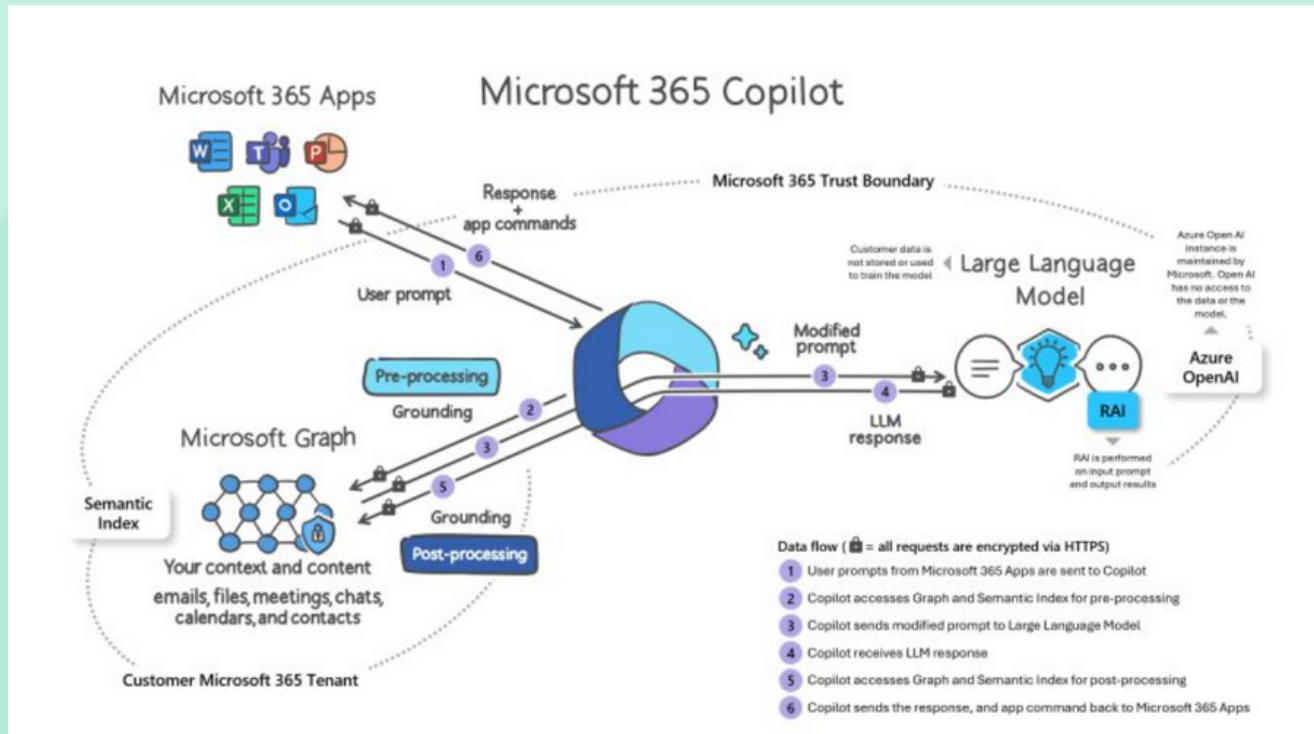 Microsoft 365 Copilot
Microsoft 365 Apps
W
T
P
X
O
Response
+
app commands
Microsoft 365 Trust Boundary
6
1
User prompt
Customer data is
not stored or used
to train the model
Large Language
Model
Azure Open AI
instance is
maintained by
Microsoft. Open AI
has no access to
the data or the
model.
Azure
OpenAI
Modified
prompt
3
4
LLM
response
RAI
RAI is performed
on input prompt
and output results
Pre-processing
Grounding
2
3
5
Grounding
Post-processing
Microsoft Graph
Semantic
Index
Your context and content
emails, files, meetings, chats,
calendars, and contacts
Customer Microsoft 365 Tenant
Data flow ( = all requests are encrypted via HTTPS)
1 User prompts from Microsoft 365 Apps are sent to Copilot
2 Copilot accesses Graph and Semantic Index for pre-processing
3 Copilot sends modified prompt to Large Language Model
4 Copilot receives LLM response
5 Copilot accesses Graph and Semantic Index for post-processing
6 Copilot sends the response, and app command back to Microsoft 365 Apps